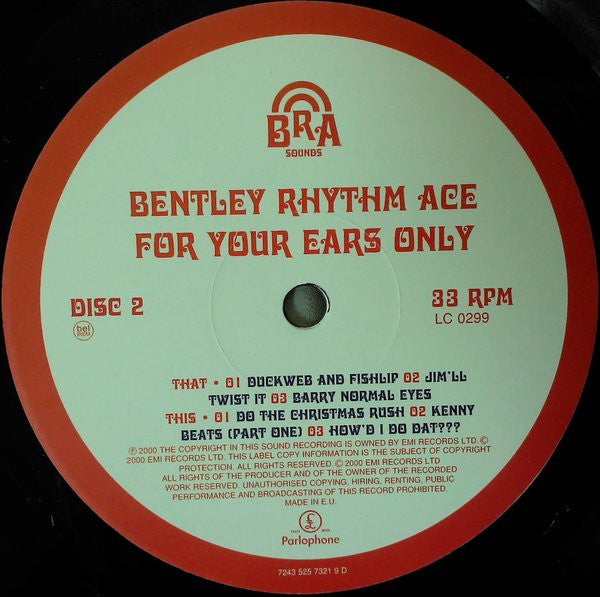 BRA
SOUNDS
BENTLEY RHYTHM ACE
FOR YOUR EARS ONLY
DISC 2
33 RPM
LC 0299
bel
BIEM
THAT • 01 DUCKWEB AND FISHLIP 02 JIM'LL
TWIST IT 03 BARRY NORMAL EYES
THIS • 01 DO THE CHRISTMAS RUSH 02 KENNY
BEATS (PART ONE) 03 HOW'D I DO DAT???
℗ 2000 THE COPYRIGHT IN THIS SOUND RECORDING IS OWNED BY EMI RECORDS LTD. ©
2000 EMI RECORDS LTD. THIS LABEL COPY INFORMATION IS THE SUBJECT OF COPYRIGHT
PROTECTION. ALL RIGHTS RESERVED. © 2000 EMI RECORDS LTD
ALL RIGHTS OF THE PRODUCER AND OF THE OWNER OF THE RECORDED
WORK RESERVED. UNAUTHORISED COPYING, HIRING, RENTING, PUBLIC
PERFORMANCE AND BROADCASTING OF THIS RECORD PROHIBITED.
MADE IN E.U.
£
TRADE MARK
Parlophone
7243 525 7321 9 D